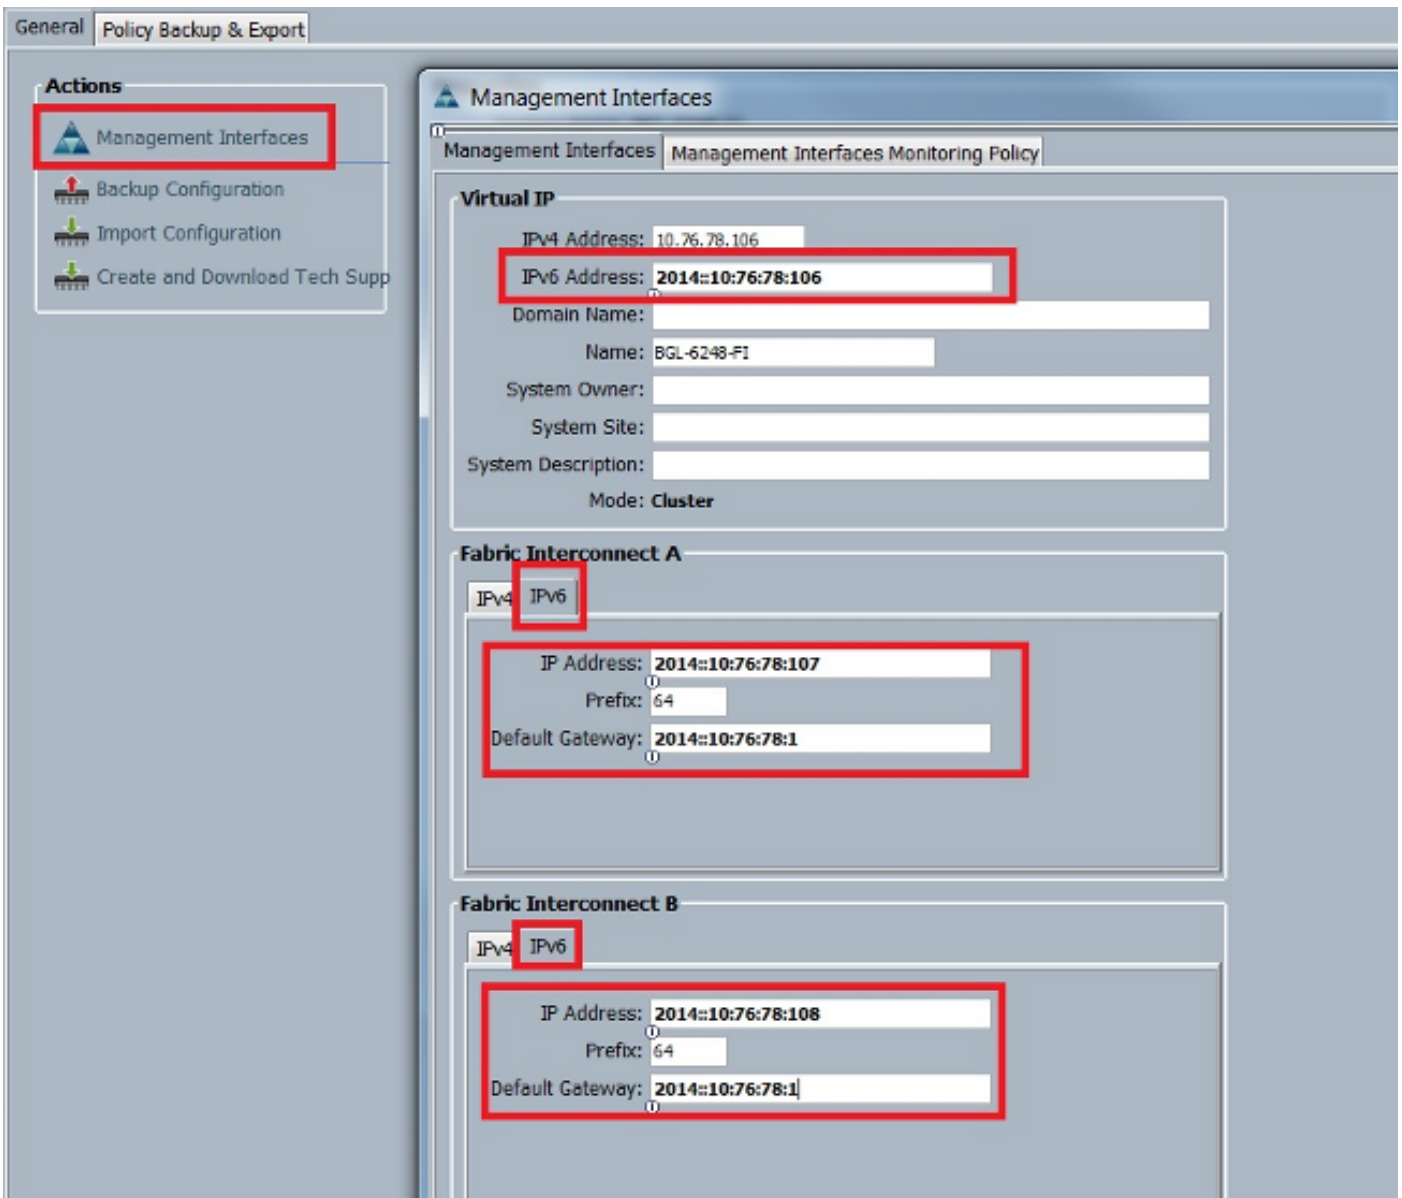 General Policy Backup & Export
Actions
Management Interfaces
Backup Configuration
Import Configuration
Create and Download Tech Supp
Management Interfaces
Management Interfaces Management Interfaces Monitoring Policy
Virtual IP
IPv4 Address: 10.76.78.106
IPv6 Address: 2014::10:76:78:106
Domain Name:
Name: BGL-6248-FI
System Owner:
System Site:
System Description:
Mode: Cluster
Fabric Interconnect A
IPv4 IPv6
IP Address: 2014::10:76:78:107
Prefix: 64
Default Gateway: 2014::10:76:78:1
Fabric Interconnect B
IPv4 IPv6
IP Address: 2014::10:76:78:108
Prefix: 64
Default Gateway: 2014::10:76:78:1